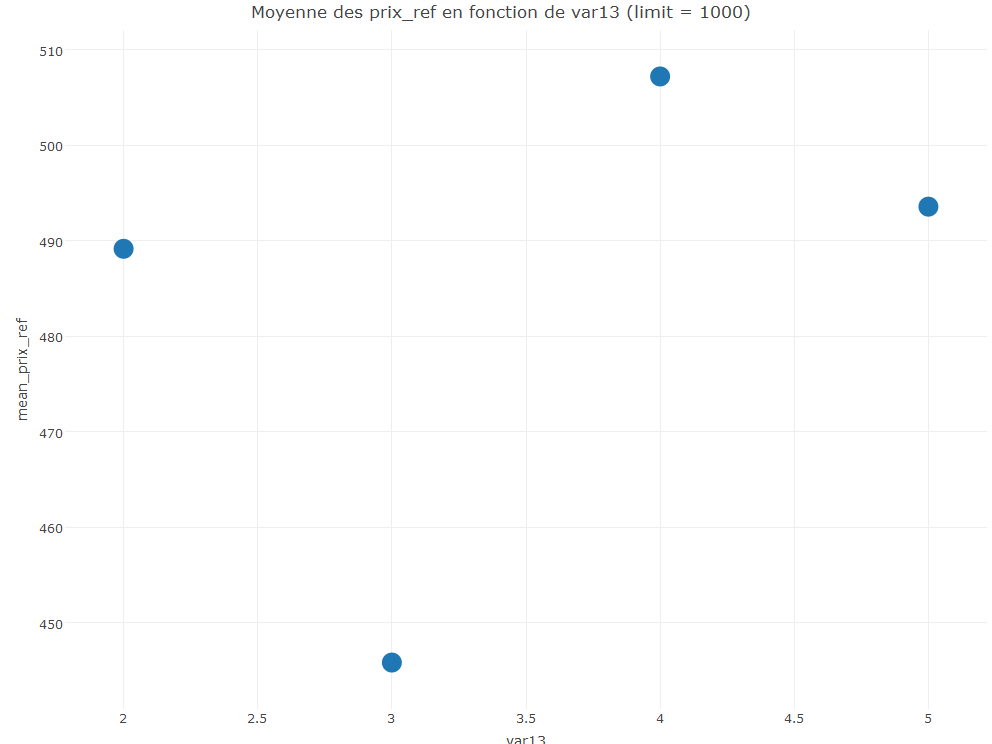 Moyenne des prix_ref en fonction de var13 (limit = 1000)
510
500
490
480
470
460
450
mean_prix_ref
2 2.5 3 3.5 4 4.5 5
var13